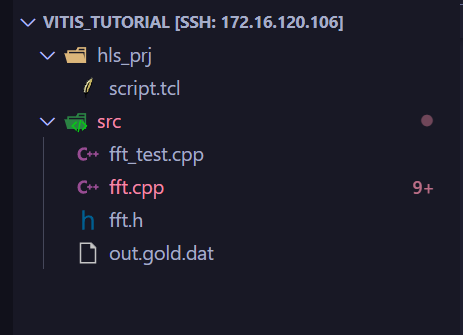 VITIS_TUTORIAL [SSH: 172.16.120.106]
hls_prj
script.tcl
src
C++ fft_test.cpp
C++ fft.cpp 9+
h fft.h
out.gold.dat